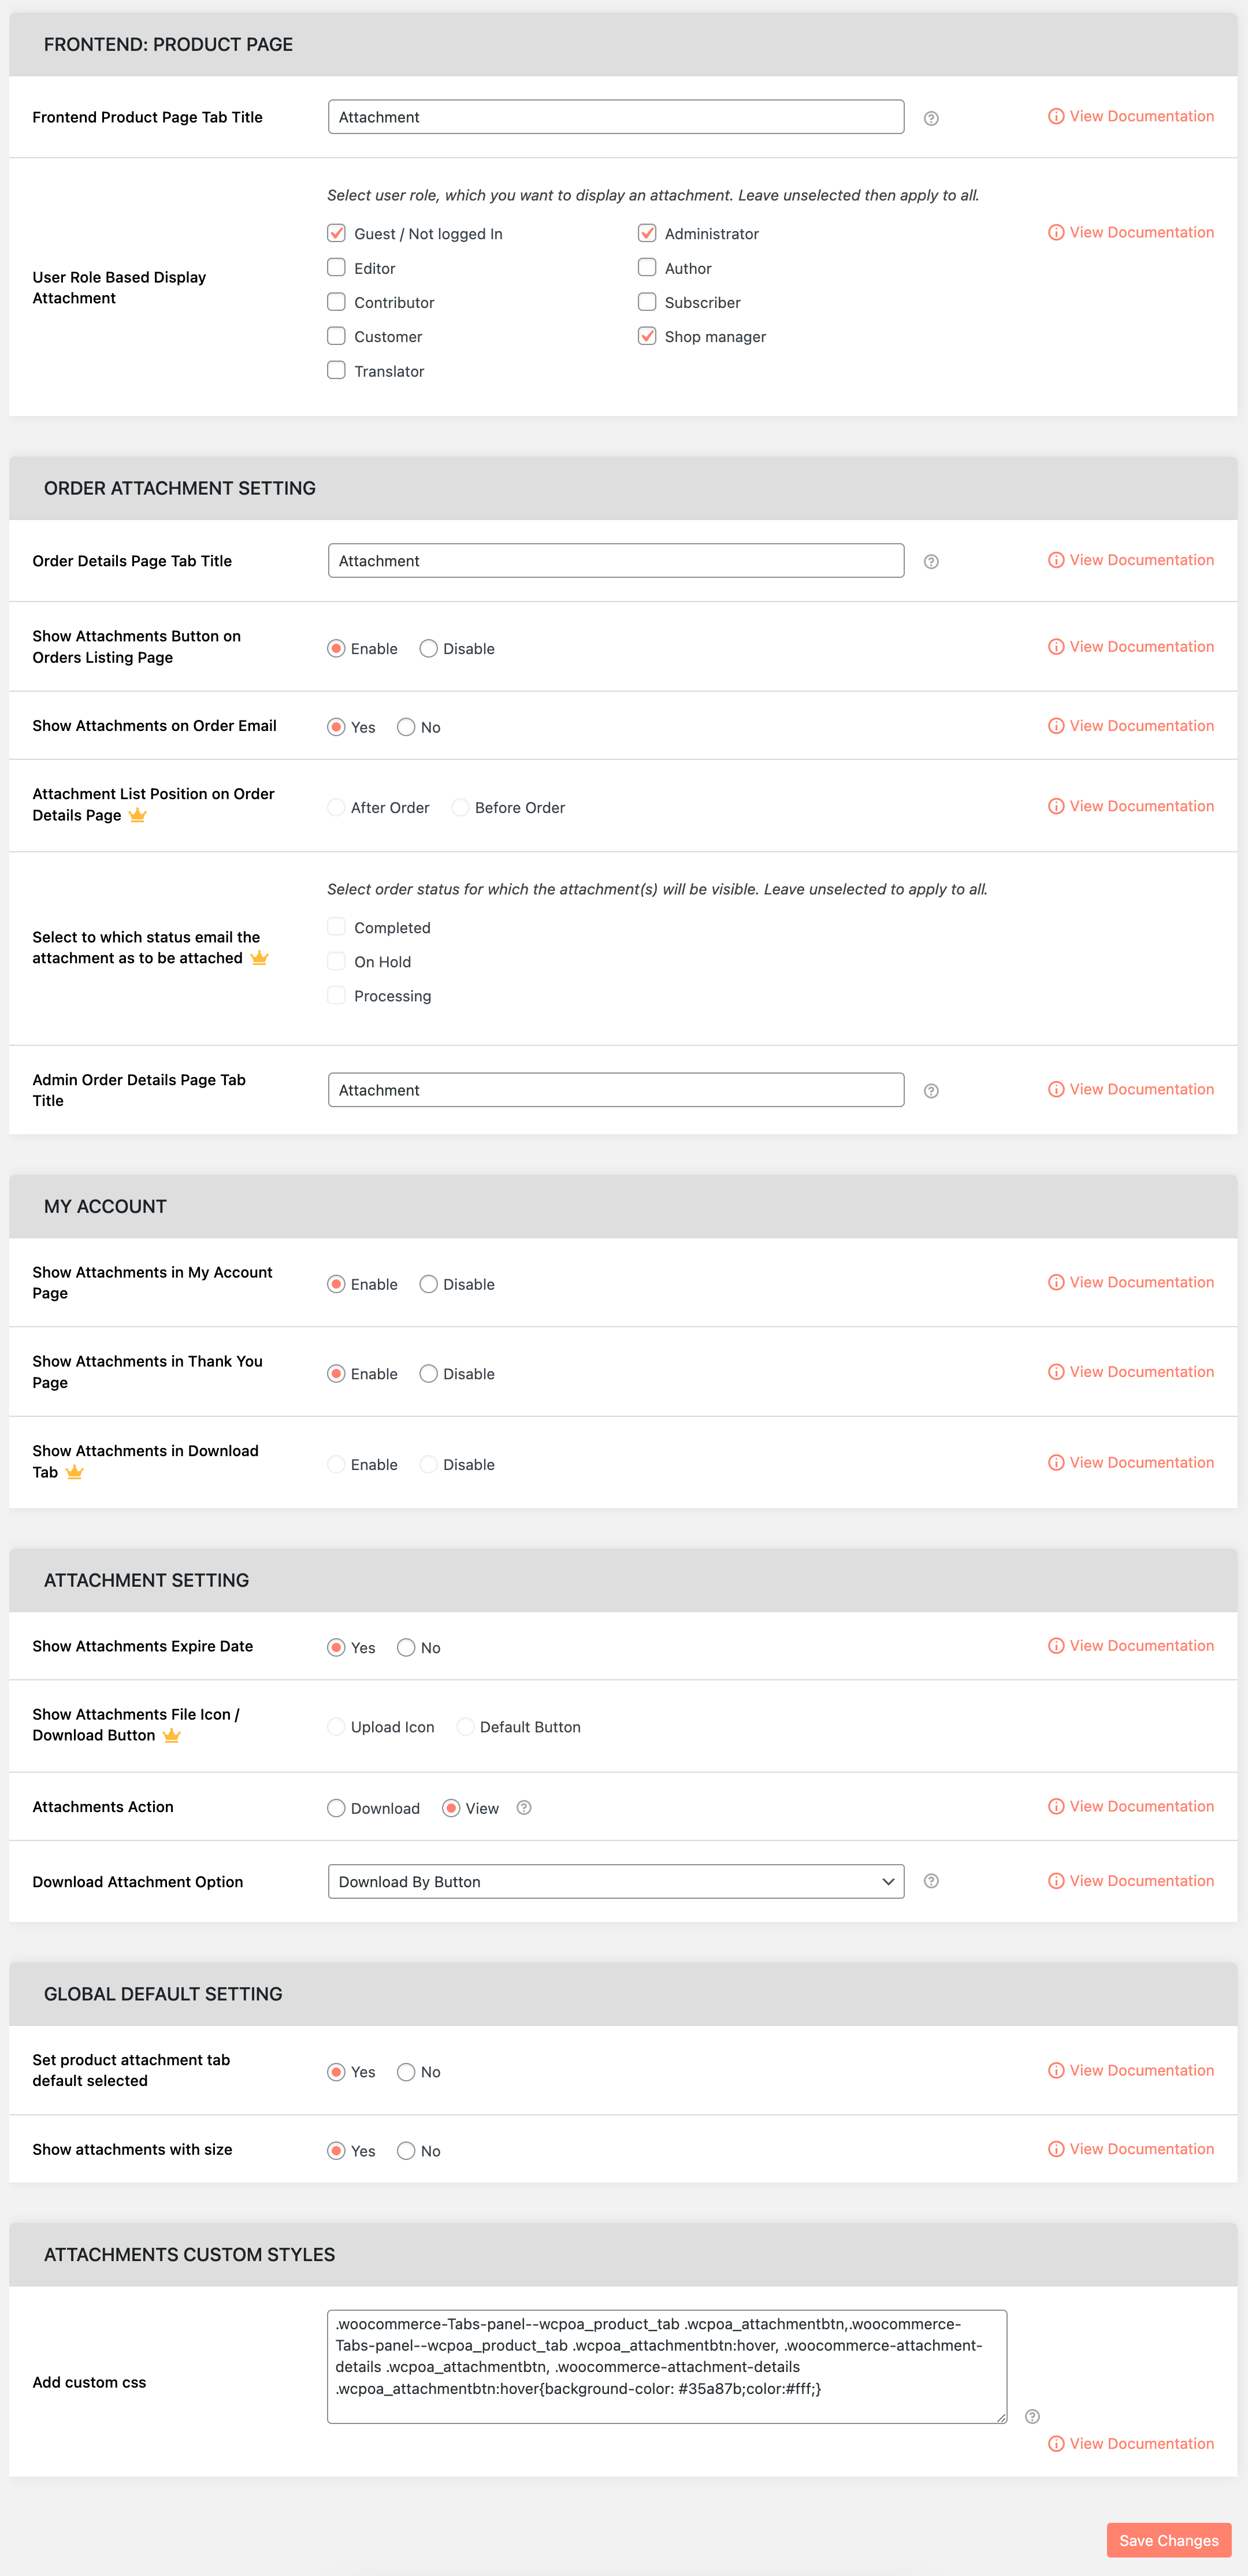 FRONTEND: PRODUCT PAGE
Frontend Product Page Tab Title
Attachment
View Documentation
Select user role, which you want to display an attachment. Leave unselected then apply to all.
User Role Based Display
Attachment
Guest / Not logged In
Administrator
View Documentation
Editor
Author
Contributor
Subscriber
Customer
Shop manager
Translator
ORDER ATTACHMENT SETTING
Order Details Page Tab Title
Attachment
View Documentation
Show Attachments Button on
Orders Listing Page
Enable
Disable
View Documentation
Show Attachments on Order Email
Yes
No
View Documentation
Attachment List Position on Order
Details Page
After Order
Before Order
View Documentation
Select order status for which the attachment(s) will be visible. Leave unselected to apply to all.
Select to which status email the
attachment as to be attached
Completed
On Hold
Processing
Admin Order Details Page Tab
Title
Attachment
View Documentation
MY ACCOUNT
Show Attachments in My Account
Page
Enable
Disable
View Documentation
Show Attachments in Thank You
Page
Enable
Disable
View Documentation
Show Attachments in Download
Tab
Enable
Disable
View Documentation
ATTACHMENT SETTING
Show Attachments Expire Date
Yes
No
View Documentation
Show Attachments File Icon /
Download Button
Upload Icon
Default Button
Attachments Action
Download
View
View Documentation
Download Attachment Option
Download By Button
View Documentation
GLOBAL DEFAULT SETTING
Set product attachment tab
default selected
Yes
No
View Documentation
Show attachments with size
Yes
No
View Documentation
ATTACHMENTS CUSTOM STYLES
Add custom css
.woocommerce-Tabs-panel--wcpoa_product_tab .wcpoa_attachmentbtn,.woocommerce-
Tabs-panel--wcpoa_product_tab .wcpoa_attachmentbtn:hover, .woocommerce-attachment-
details .wcpoa_attachmentbtn, .woocommerce-attachment-details
.wcpoa_attachmentbtn:hover{background-color: #35a87b;color:#fff;}
View Documentation
Save Changes